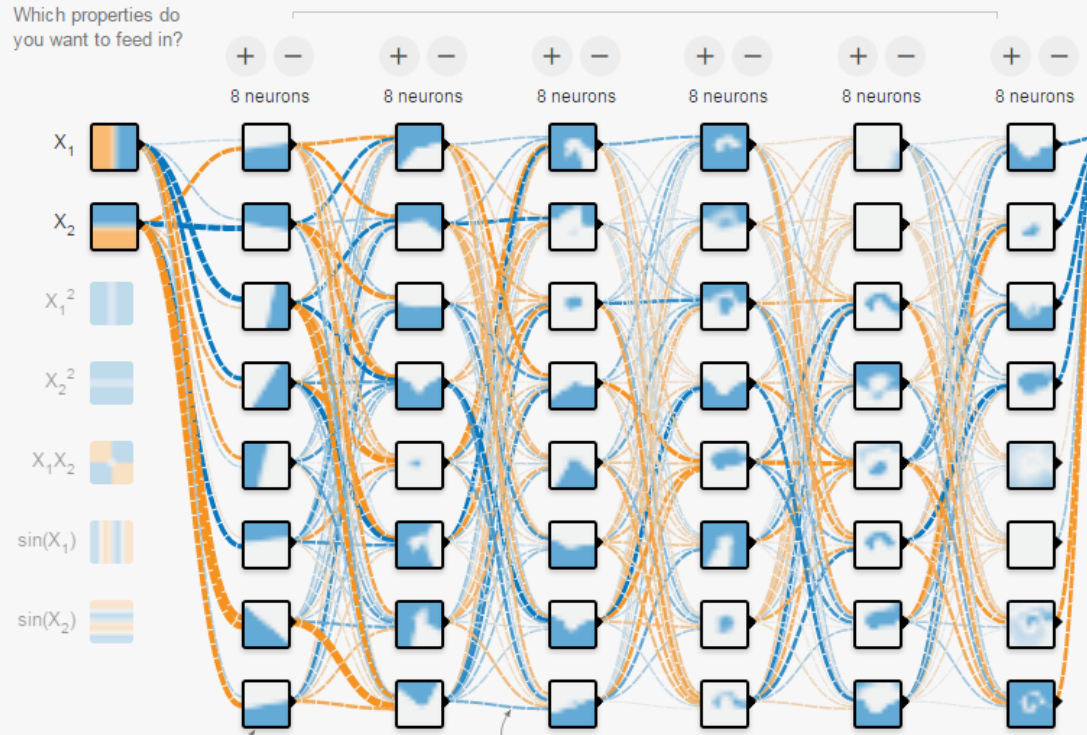 Which properties do
you want to feed in?
+ − + − + − + − + − + −
8 neurons 8 neurons 8 neurons 8 neurons 8 neurons 8 neurons
X₁
X₂
X₁²
X₂²
X₁X₂
sin(X₁)
sin(X₂)